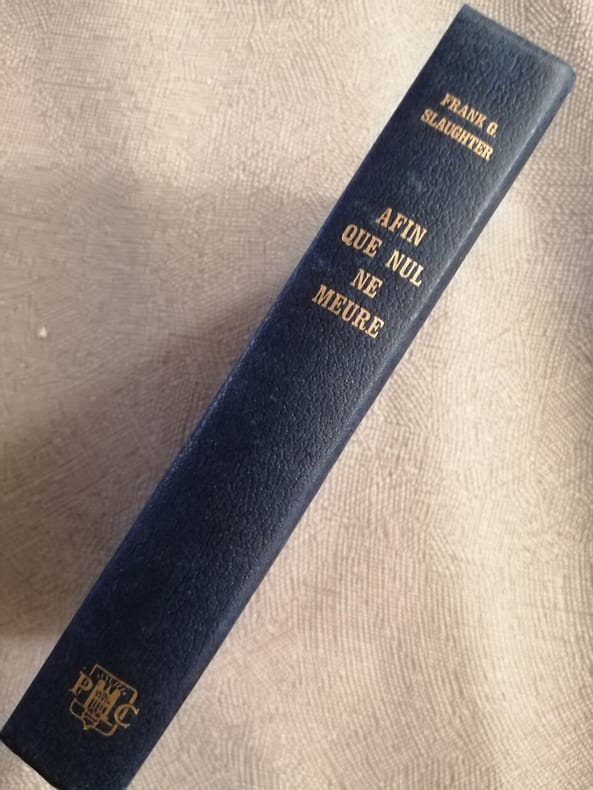 FRANK G.
SLAUGHTER
AFIN
QUE NUL
NE
MEURE